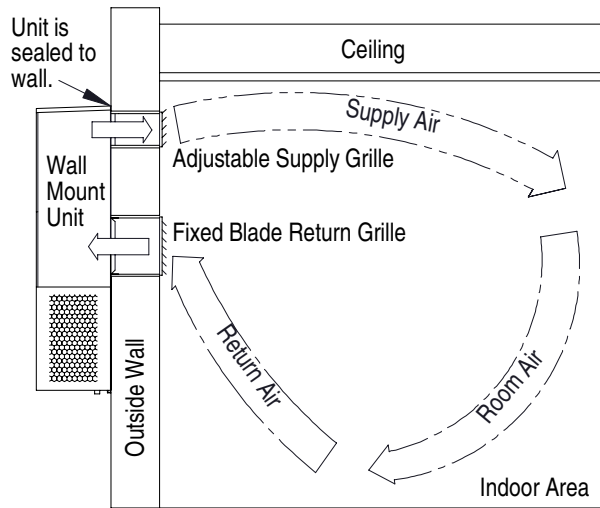 Unit is
sealed to
wall.
Ceiling
Supply Air
Adjustable Supply Grille
Wall
Mount
Unit
Fixed Blade Return Grille
Return Air
Room Air
Outside Wall
Indoor Area